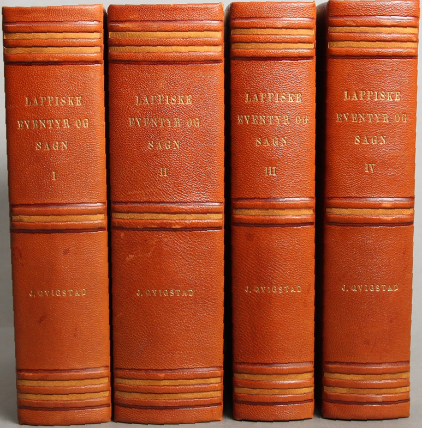 LAPPISKE
EVENTYR OG
SAGN
I
J. QVIGSTAD
LAPPISKE
EVENTYR OG
SAGN
II
J. QVIGSTAD
LAPPISKE
EVENTYR OG
SAGN
III
J. QVIGSTAD
LAPPISKE
EVENTYR OG
SAGN
IV
J. QVIGSTAD